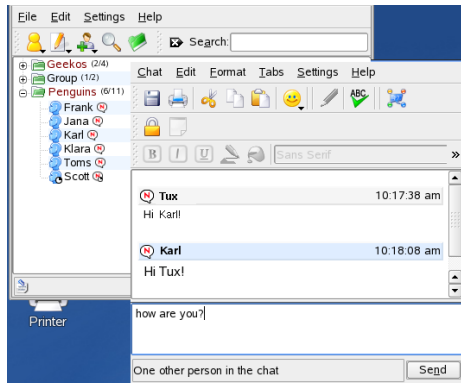 File Edit Settings Help
Search:
Geekos (2/4)
Group (1/2)
Penguins (6/11)
Frank N
Jana N
Karl N
Klara N
Toms N
Scott N
Chat Edit Format Tabs Settings Help
ABC
B I U Sans Serif »
N Tux 10:17:38 am
Hi Karl!
N Karl 10:18:08 am
Hi Tux!
Printer
how are you?
One other person in the chat Send